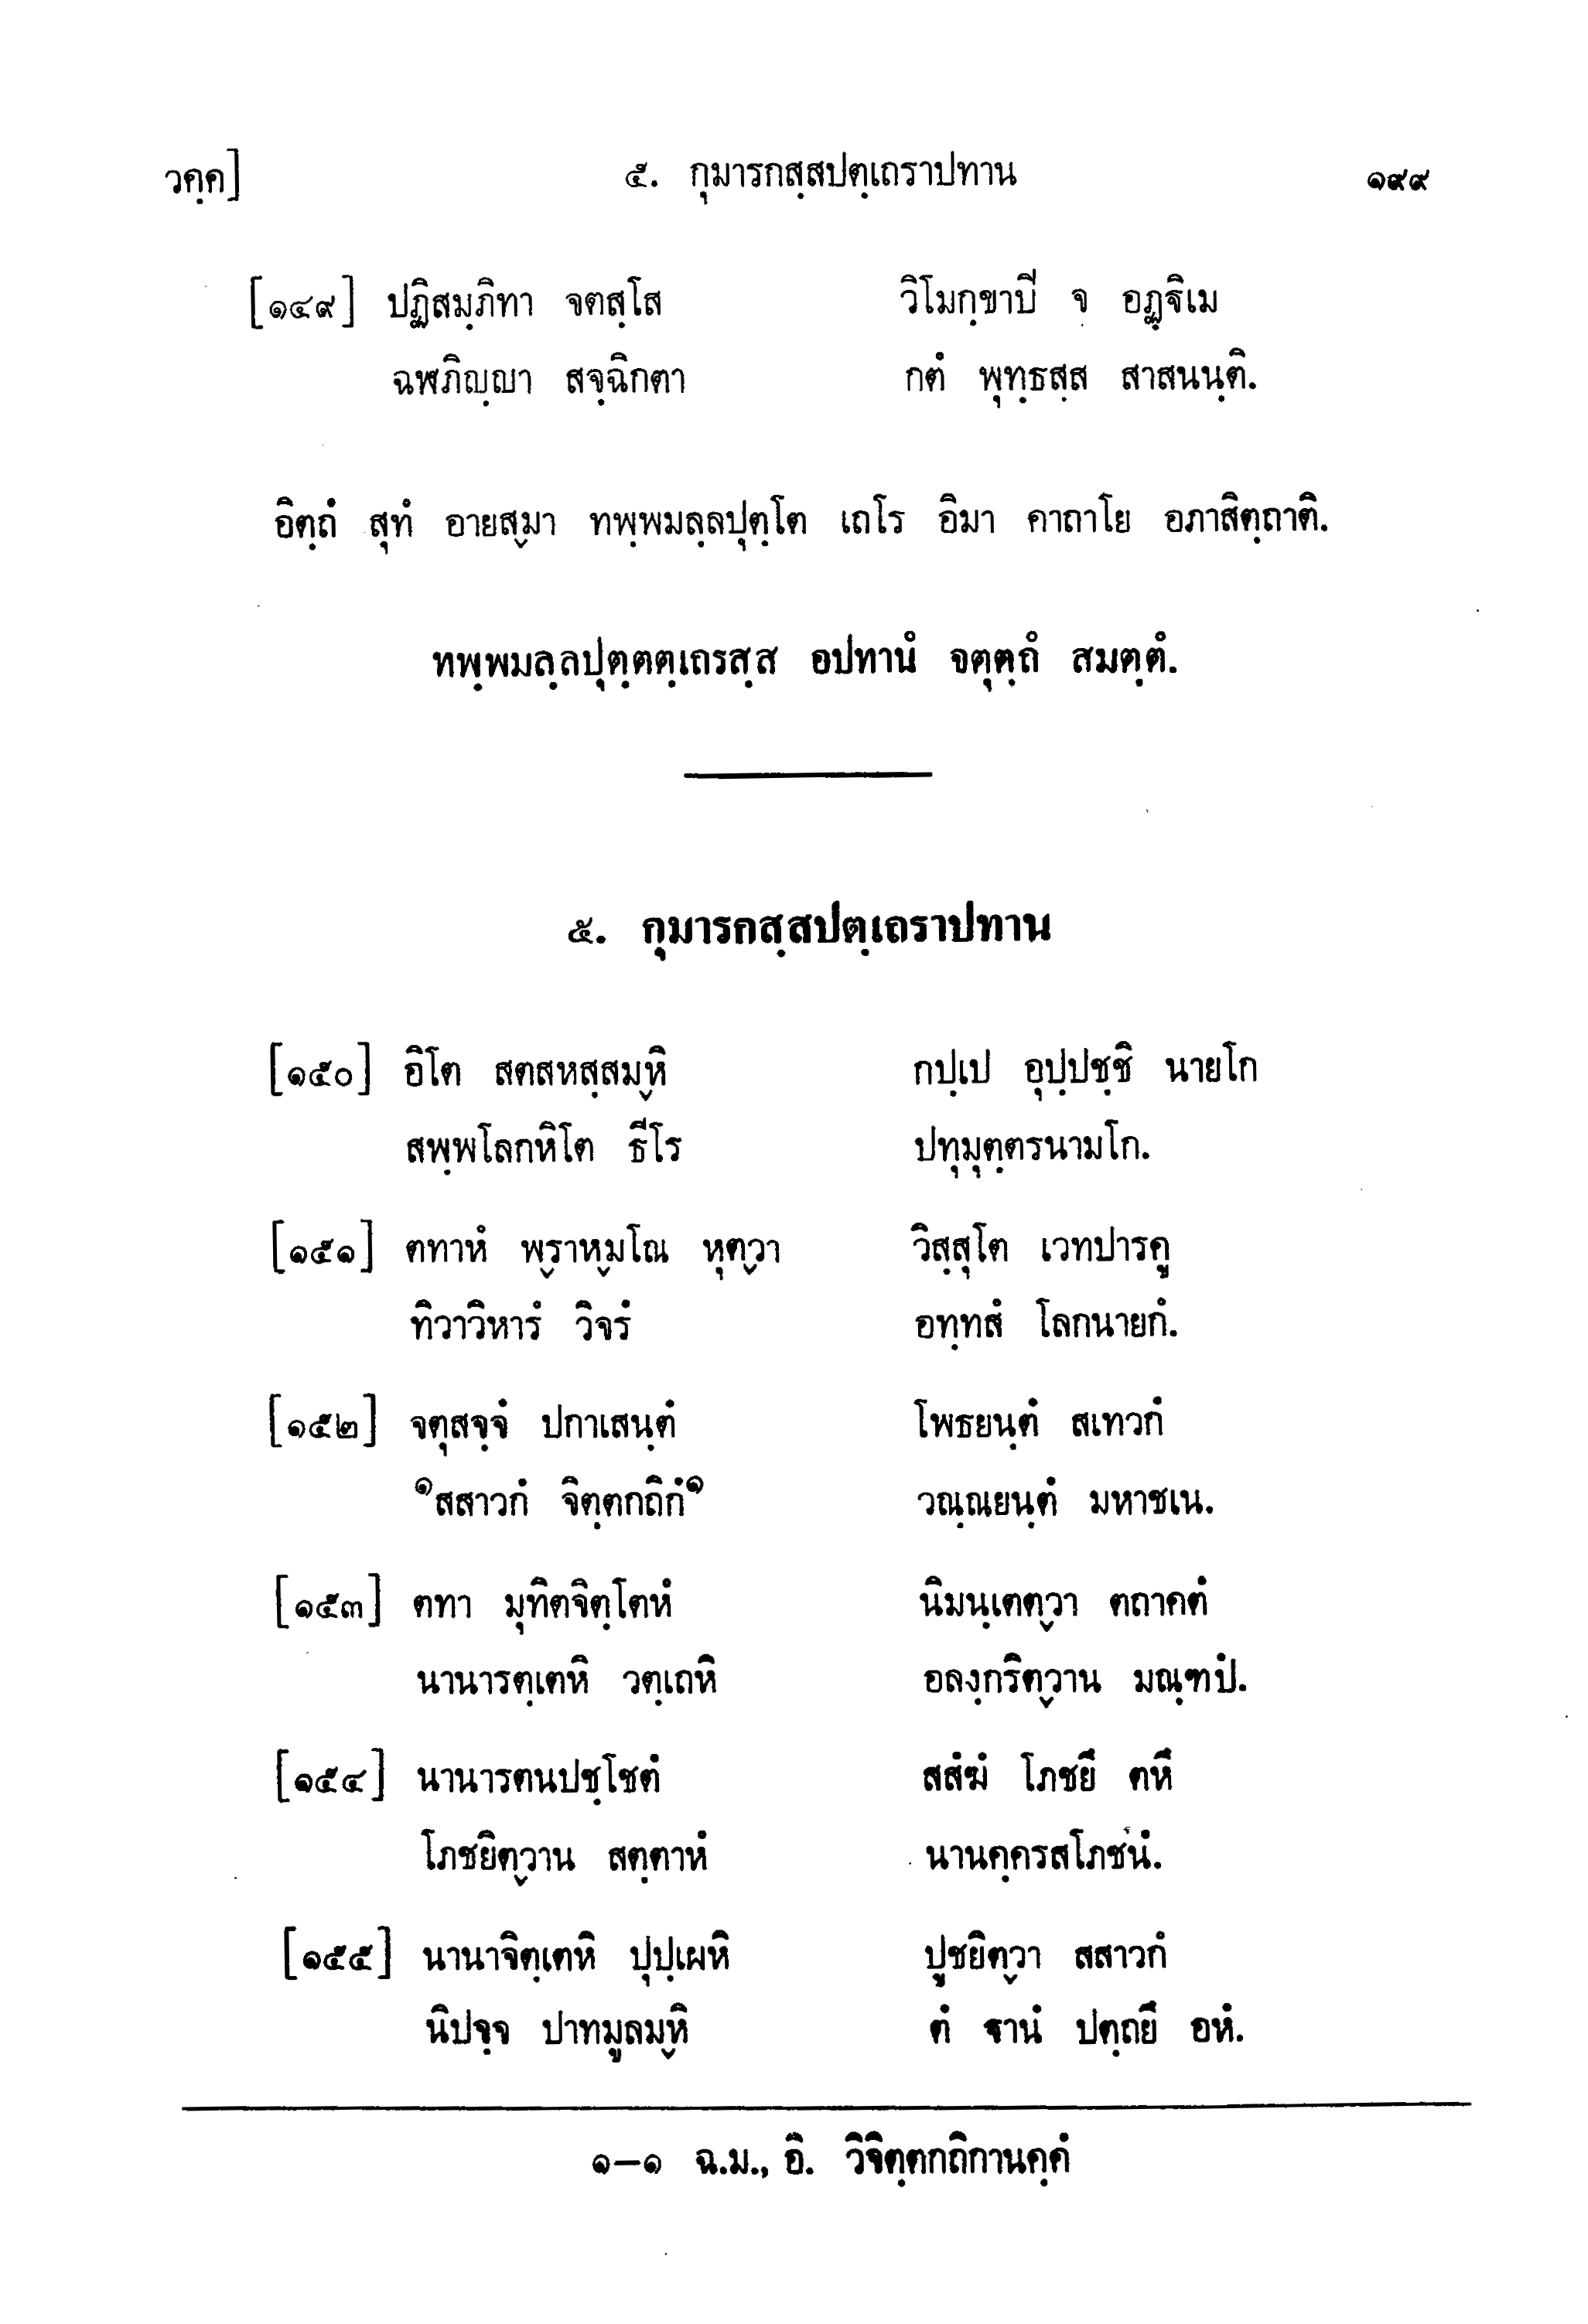 วคฺค] ๕. กุมารกสฺสปตฺเถราปทาน ๑๙๙
[๑๔๙] ปฏิสมฺภิทา จตสฺโส วิโมกฺขาปิ จ อฏฺฐิเม
ฉฬภิญฺญา สจฺฉิกตา กตํ พุทฺธสฺส สาสนนฺติ.
อิตฺถํ สุทํ อายสฺมา ทพฺพมลฺลปุตฺโต เถโร อิมา คาถาโย อภาสิตฺถาติ.
ทพฺพมลฺลปุตฺตตฺเถรสฺส อปทานํ จตุตฺถํ สมตฺตํ.
๕. กุมารกสฺสปตฺเถราปทาน
[๑๕๐] อิโต สตสหสฺสมฺหิ กปฺเป อุปฺปชฺชิ นายโก
สพฺพโลกหิโต ธีโร ปทุมุตฺตรนามโก.
[๑๕๑] ตทาหํ พฺราหฺมโณ หุตฺวา วิสฺสุโต เวทปารคู
ทิวาวิหารํ วิจรํ อทฺทสํ โลกนายกํ.
[๑๕๒] จตุสจฺจํ ปกาเสนฺตํ โพธยนฺตํ สเทวกํ
๑สสาวกํ จิตฺตกถิกํ๑ วณฺณยนฺตํ มหาชเน.
[๑๕๓] ตทา มุทิตจิตฺโตหํ นิมนฺเตตฺวา ตถาคตํ
นานารตฺเตหิ วตฺเถหิ อลงฺกริตฺวาน มณฺฑปํ.
[๑๕๔] นานารตนปชฺโชตํ สสํฆํ โภชยึ ตหึ
โภชยิตฺวาน สตฺตาหํ นานคฺครสโภชนํ.
[๑๕๕] นานาจิตฺเตหิ ปุปฺเผหิ ปูชยิตฺวา สสาวกํ
นิปจฺจ ปาทมูลมฺหิ ตํ ฐานํ ปตฺถยึ อหํ.
๑–๑ ฉ.ม., อิ. วิจิตฺตกถิกานคฺคํ